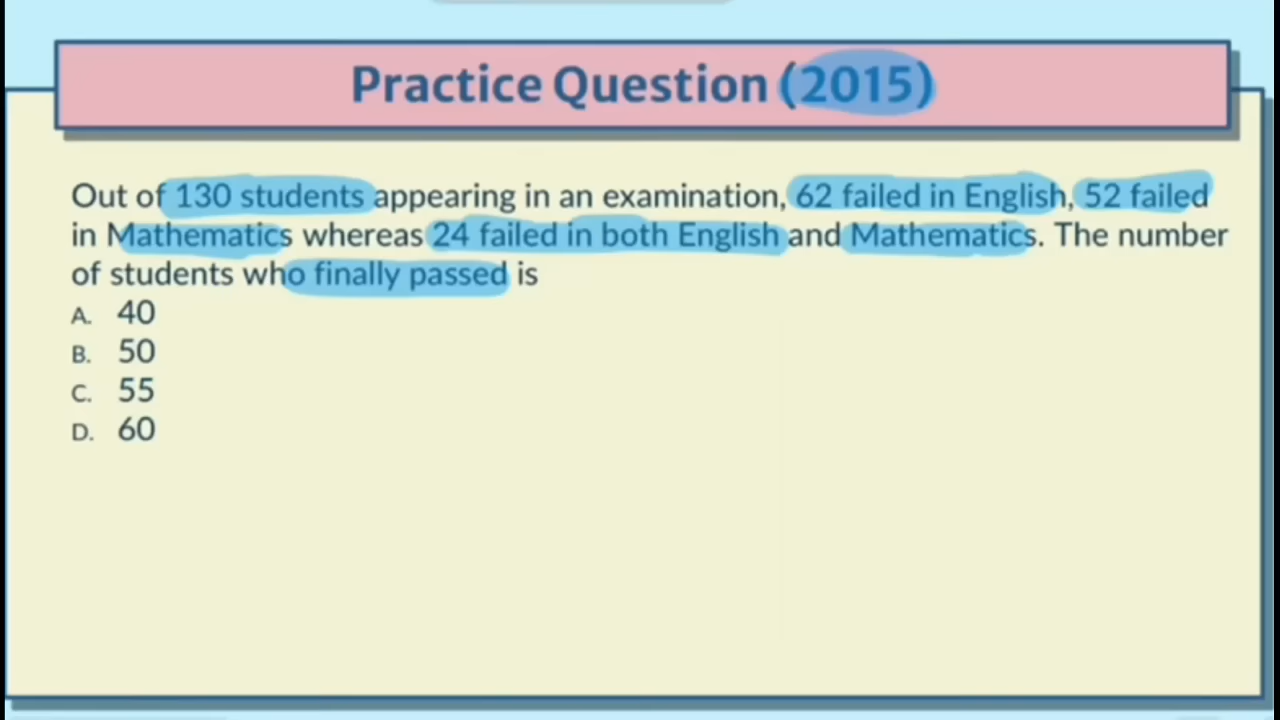 Practice Question (2015)
Out of 130 students appearing in an examination, 62 failed in English, 52 failed
in Mathematics whereas 24 failed in both English and Mathematics. The number
of students who finally passed is
A. 40
B. 50
C. 55
D. 60